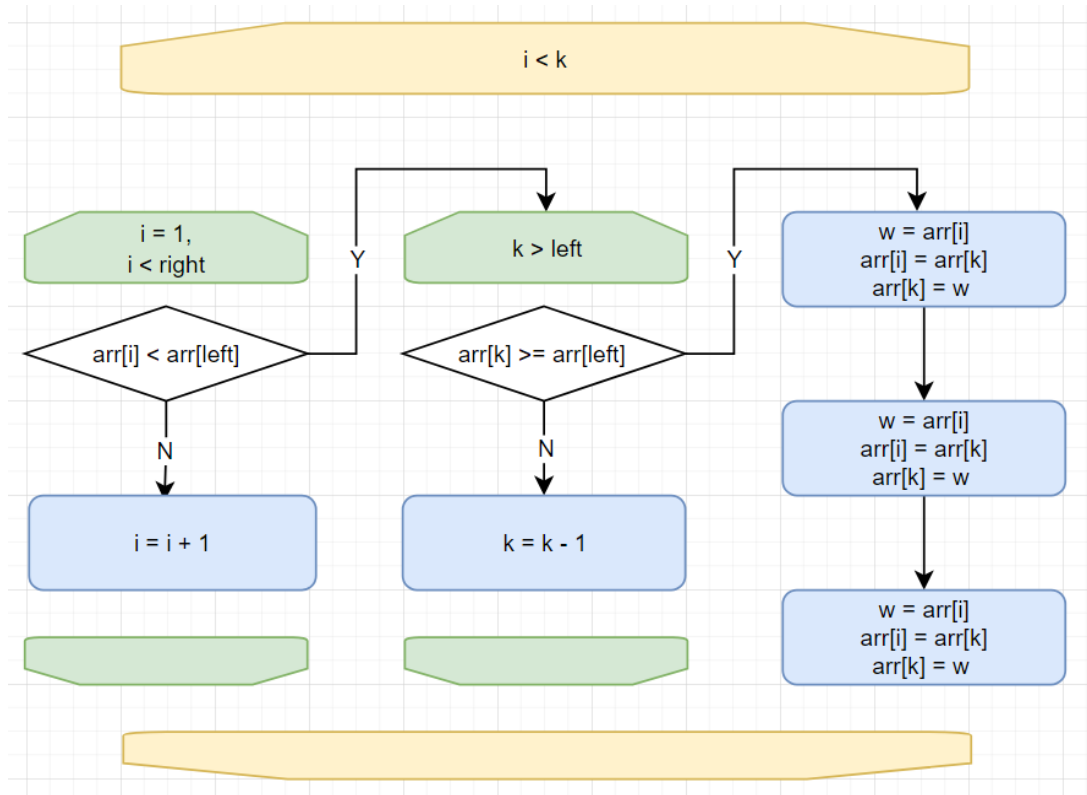 i < k
i = 1,
i < right
Y
arr[i] < arr[left]
N
i = i + 1
k > left
Y
arr[k] >= arr[left]
N
k = k - 1
w = arr[i]
arr[i] = arr[k]
arr[k] = w
w = arr[i]
arr[i] = arr[k]
arr[k] = w
w = arr[i]
arr[i] = arr[k]
arr[k] = w